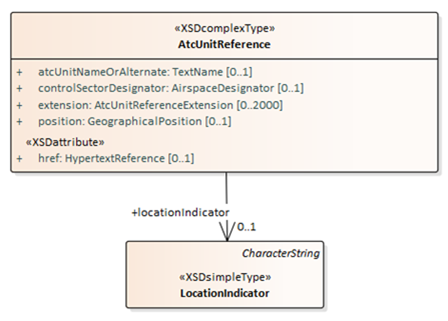 «XSDcomplexType»
AtcUnitReference
+ atcUnitNameOrAlternate: TextName [0..1]
+ controlSectorDesignator: AirspaceDesignator [0..1]
+ extension: AtcUnitReferenceExtension [0..2000]
+ position: GeographicalPosition [0..1]
«XSDattribute»
+ href: HypertextReference [0..1]
+locationIndicator
0..1
CharacterString
«XSDsimpleType»
LocationIndicator